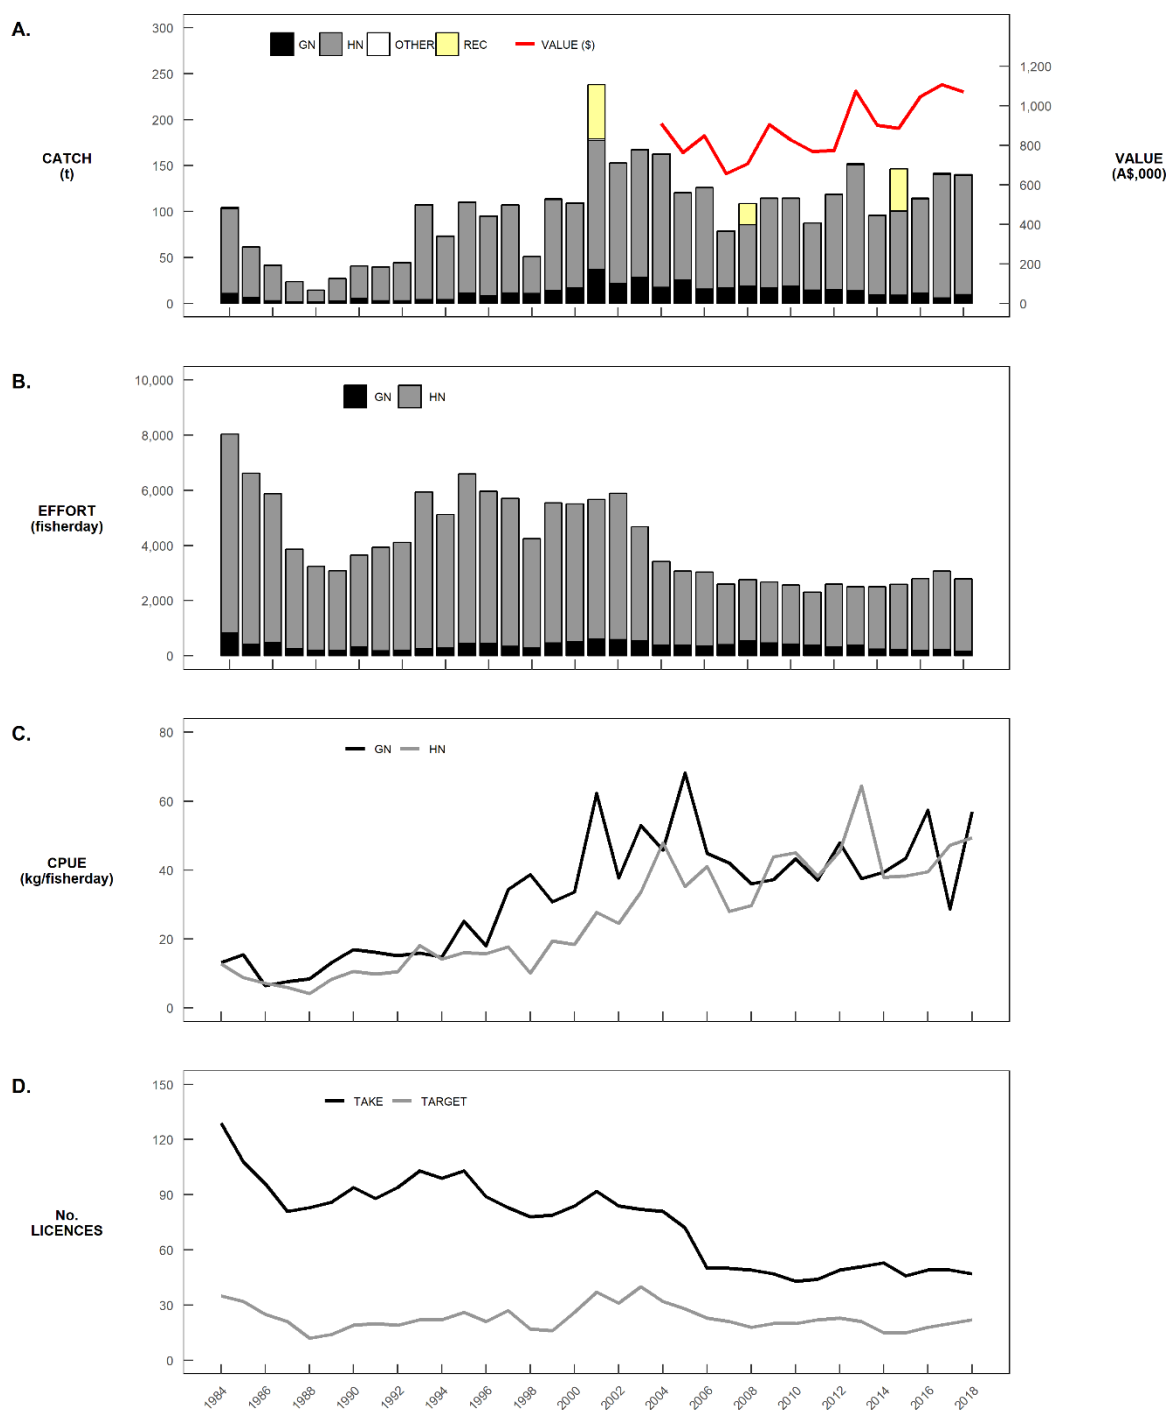 A.
GN HN OTHER REC VALUE ($)
CATCH
(t)
300
250
200
150
100
50
0
1,200
1,000
800
600
400
200
0
VALUE
(A$,000)
B.
GN HN
EFFORT
(fisherday)
10,000
8,000
6,000
4,000
2,000
0
C.
GN HN
CPUE
(kg/fisherday)
80
60
40
20
0
D.
TAKE TARGET
No.
LICENCES
150
120
90
60
30
0
1984 1986 1988 1990 1992 1994 1996 1998 2000 2002 2004 2006 2008 2010 2012 2014 2016 2018